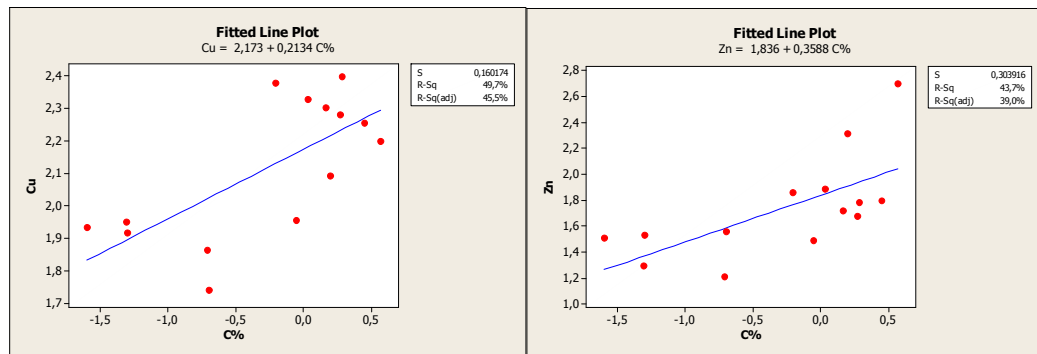 Fitted Line Plot
Cu = 2,173 + 0,2134 C%
S 0,160174
R-Sq 49,7%
R-Sq(adj) 45,5%
2,4
2,3
2,2
2,1
2,0
1,9
1,8
1,7
Cu
-1,5 -1,0 -0,5 0,0 0,5
C%
Fitted Line Plot
Zn = 1,836 + 0,3588 C%
S 0,303916
R-Sq 43,7%
R-Sq(adj) 39,0%
2,8
2,6
2,4
2,2
2,0
1,8
1,6
1,4
1,2
1,0
Zn
-1,5 -1,0 -0,5 0,0 0,5
C%